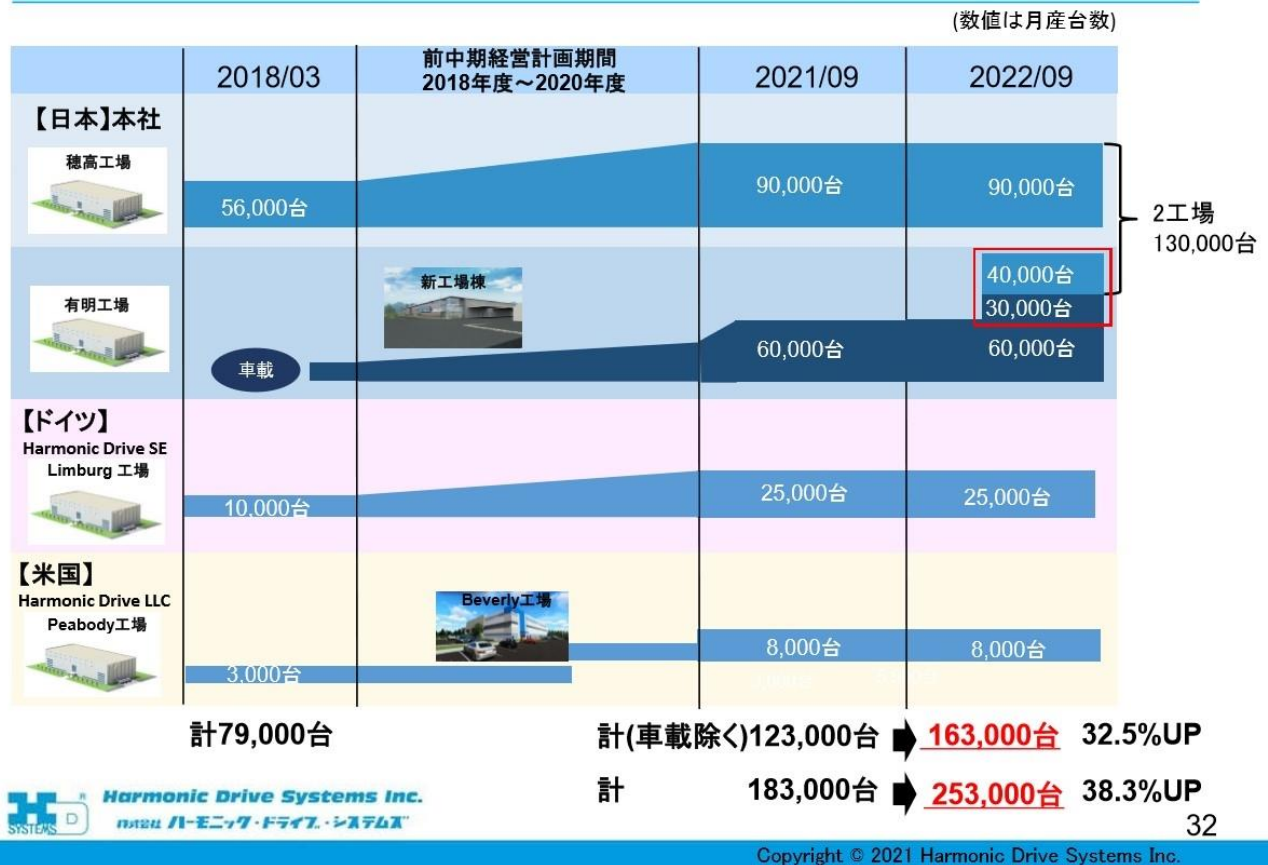 (数値は月産台数)
2018/03
前中期経営計画期間
2018年度～2020年度
2021/09
2022/09
【日本】本社
穂高工場
56,000台
90,000台
90,000台
2工場
130,000台
有明工場
新工場棟
車載
40,000台
30,000台
60,000台
60,000台
【ドイツ】
Harmonic Drive SE
Limburg 工場
10,000台
25,000台
25,000台
【米国】
Harmonic Drive LLC
Peabody工場
Beverly工場
3,000台
8,000台
8,000台
計79,000台
計(車載除く)123,000台
163,000台
32.5%UP
計
183,000台
253,000台
38.3%UP
H D SYSTEMS
®
Harmonic Drive Systems Inc.
株式会社 ハーモニック・ドライブ・システムズ
32
Copyright © 2021 Harmonic Drive Systems Inc.